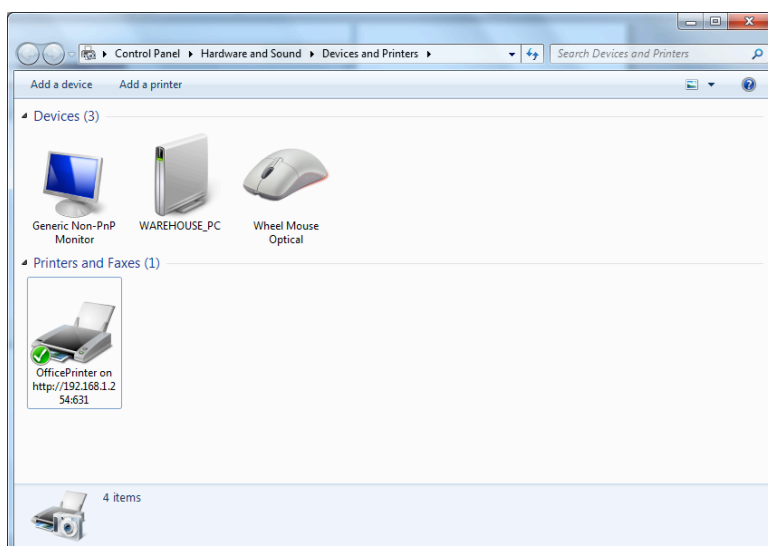 Control Panel ▸ Hardware and Sound ▸ Devices and Printers ▸
Search Devices and Printers
Add a device Add a printer
Devices (3)
Generic Non-PnP
Monitor
WAREHOUSE_PC
Wheel Mouse
Optical
Printers and Faxes (1)
OfficePrinter on
http://192.168.1.2
54:631
4 items